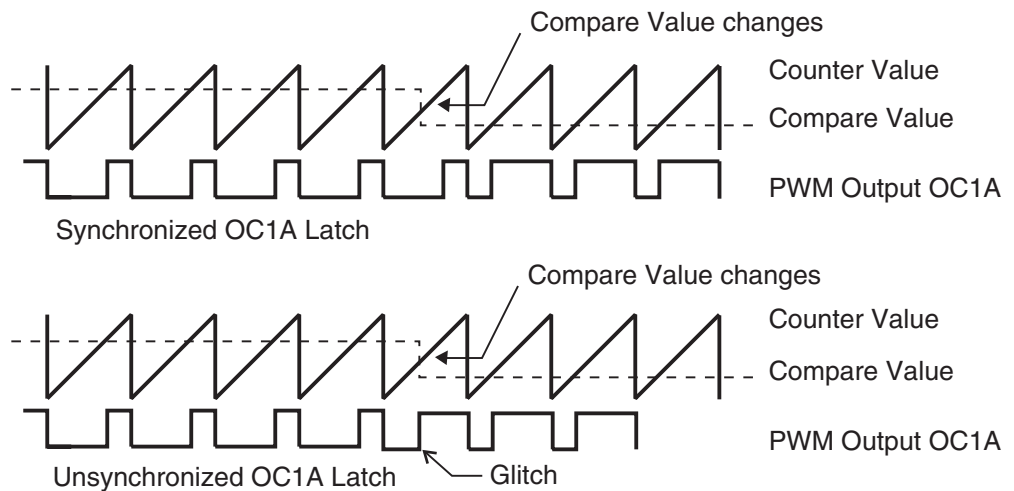 Compare Value changes
Counter Value
Compare Value
PWM Output OC1A
Synchronized OC1A Latch
Compare Value changes
Counter Value
Compare Value
PWM Output OC1A
Unsynchronized OC1A Latch
Glitch